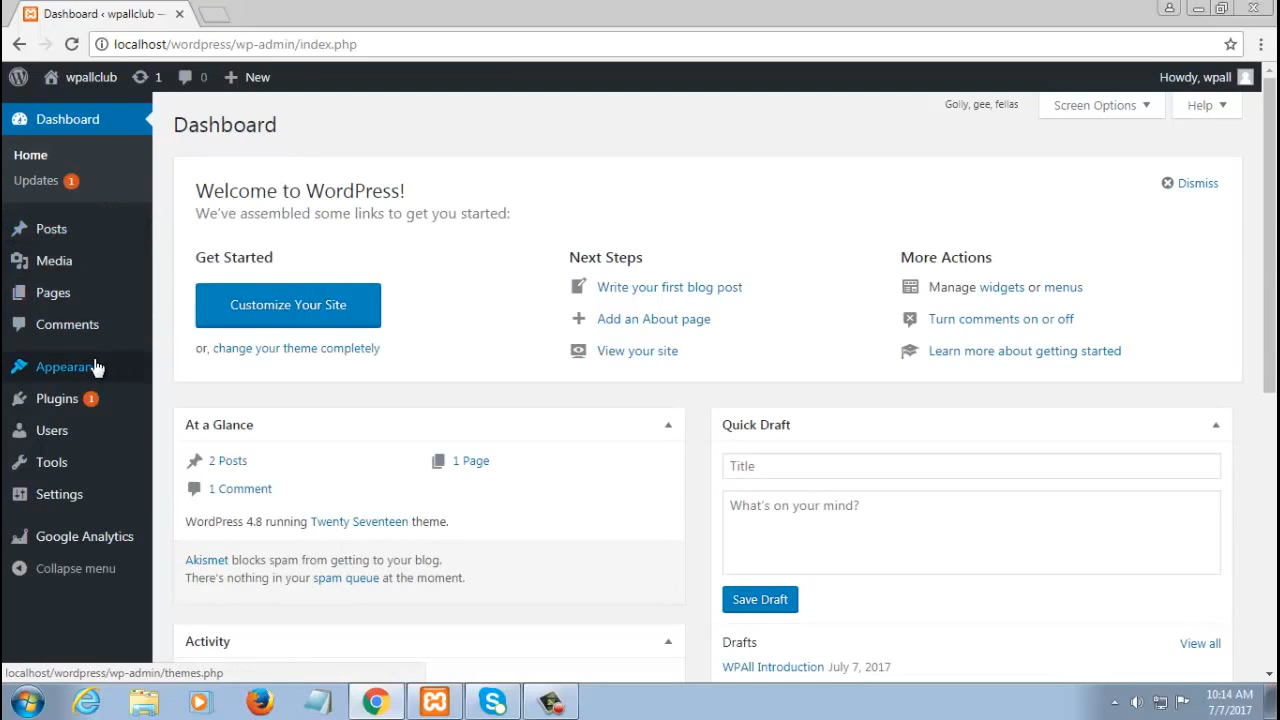 Dashboard ‹ wpallclub —
localhost/wordpress/wp-admin/index.php
wpallclub 1 0 New Howdy, wpall
Dashboard
Home
Updates 1
Posts
Media
Pages
Comments
Plugins 1
Users
Tools
Settings
Google Analytics
Collapse menu
Golly, gee, fellas
Screen Options
Help
Dashboard
Welcome to WordPress!
We've assembled some links to get you started:
Dismiss
Get Started
Customize Your Site
or, change your theme completely
Next Steps
Write your first blog post
Add an About page
View your site
More Actions
Manage widgets or menus
Turn comments on or off
Learn more about getting started
At a Glance
2 Posts
1 Page
1 Comment
WordPress 4.8 running Twenty Seventeen theme.
Akismet blocks spam from getting to your blog.
There's nothing in your spam queue at the moment.
Activity
Quick Draft
Title
What's on your mind?
Save Draft
Drafts
View all
WPAll Introduction July 7, 2017
localhost/wordpress/wp-admin/themes.php
10:14 AM
7/7/2017